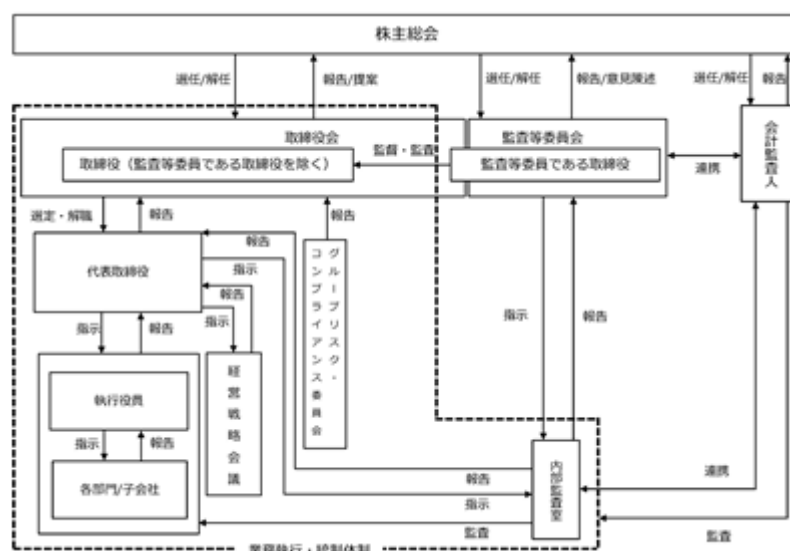 株主総会
選任/解任
報告/提案
選任/解任
報告/意見陳述
選任/解任
報告
取締役会
監査等委員会
会計監査人
取締役（監査等委員である取締役を除く）
監督・監査
監査等委員である取締役
連携
選定・解職
報告
報告
報告
代表取締役
指示
報告
指示
グループリスク・
コンプライアンス委員会
指示
報告
指示
報告
経営戦略会議
執行役員
指示
報告
各部門/子会社
内部監査室
報告
指示
監査
連携
監査
業務執行・統制体制